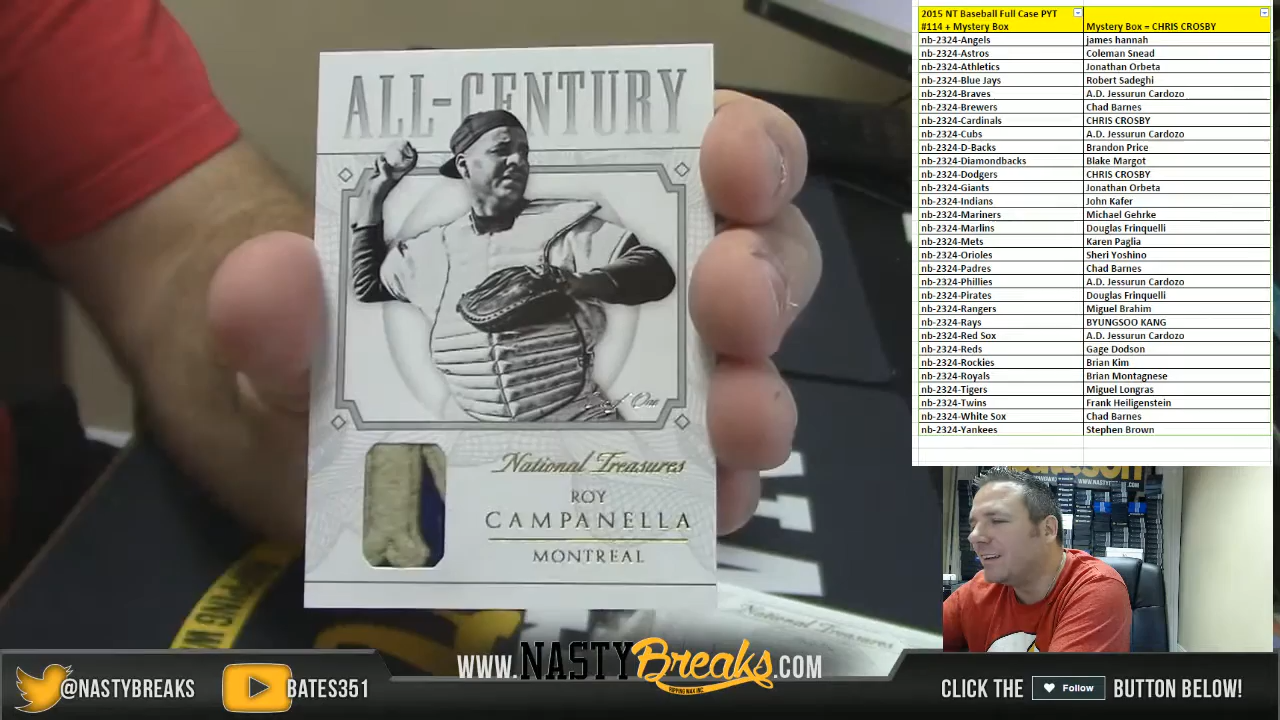 ALL-CENTURY
One
National Treasures
ROY
CAMPANELLA
MONTREAL
National Treasures
2015 NT Baseball Full Case PYT
#114 + Mystery Box Mystery Box = CHRIS CROSBY
nb-2324-Angels james hannah
nb-2324-Astros Coleman Snead
nb-2324-Athletics Jonathan Orbeta
nb-2324-Blue Jays Robert Sadeghi
nb-2324-Braves A.D. Jessurun Cardozo
nb-2324-Brewers Chad Barnes
nb-2324-Cardinals CHRIS CROSBY
nb-2324-Cubs A.D. Jessurun Cardozo
nb-2324-D-Backs Brandon Price
nb-2324-Diamondbacks Blake Margot
nb-2324-Dodgers CHRIS CROSBY
nb-2324-Giants Jonathan Orbeta
nb-2324-Indians John Kafer
nb-2324-Mariners Michael Gehrke
nb-2324-Marlins Douglas Frinquelli
nb-2324-Mets Karen Paglia
nb-2324-Orioles Sheri Yoshino
nb-2324-Padres Chad Barnes
nb-2324-Phillies A.D. Jessurun Cardozo
nb-2324-Pirates Douglas Frinquelli
nb-2324-Rangers Miguel Brahim
nb-2324-Rays BYUNGSOO KANG
nb-2324-Red Sox A.D. Jessurun Cardozo
nb-2324-Reds Gage Dodson
nb-2324-Rockies Brian Kim
nb-2324-Royals Brian Montagnese
nb-2324-Tigers Miguel Longras
nb-2324-Twins Frank Heiligenstein
nb-2324-White Sox Chad Barnes
nb-2324-Yankees Stephen Brown
@NASTYBREAKS
BATES351
WWW.NASTYBreaks.COM
RIPPING WAX INC.
CLICK THE Follow BUTTON BELOW!